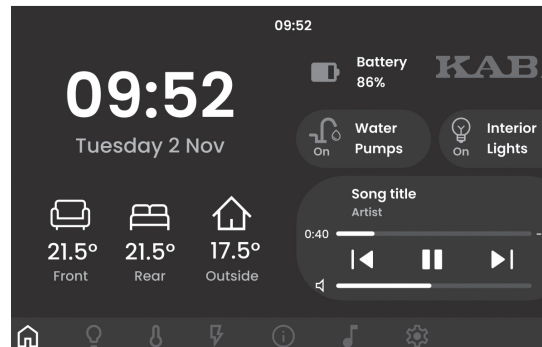 09:52
09:52
Tuesday 2 Nov
Battery
86%
KAB
On
Water
Pumps
On
Interior
Lights
Song title
Artist
0:40
21.5°
21.5°
17.5°
Front
Rear
Outside